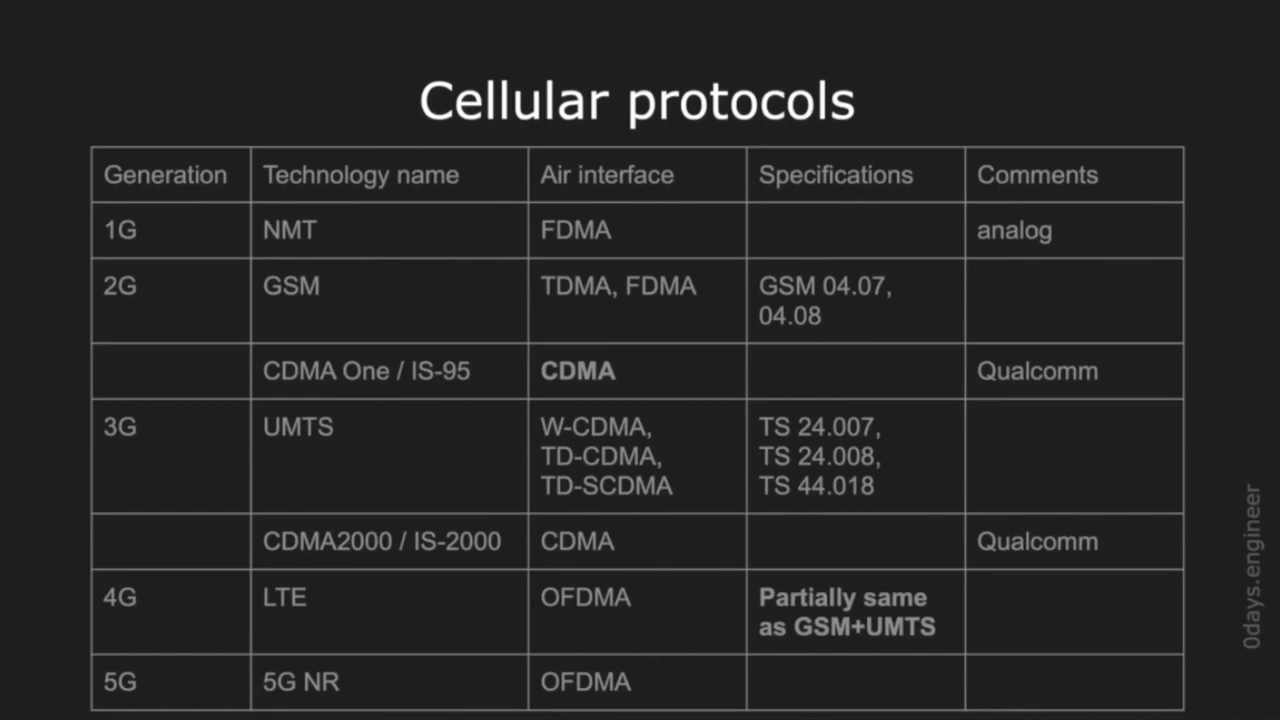 Cellular protocols
Generation Technology name Air interface Specifications Comments
1G NMT FDMA analog
2G GSM TDMA, FDMA GSM 04.07,
04.08
CDMA One / IS-95 CDMA Qualcomm
3G UMTS W-CDMA, TS 24.007,
TD-CDMA, TS 24.008,
TD-SCDMA TS 44.018
CDMA2000 / IS-2000 CDMA Qualcomm
4G LTE OFDMA Partially same
as GSM+UMTS
5G 5G NR OFDMA
0days.engineer